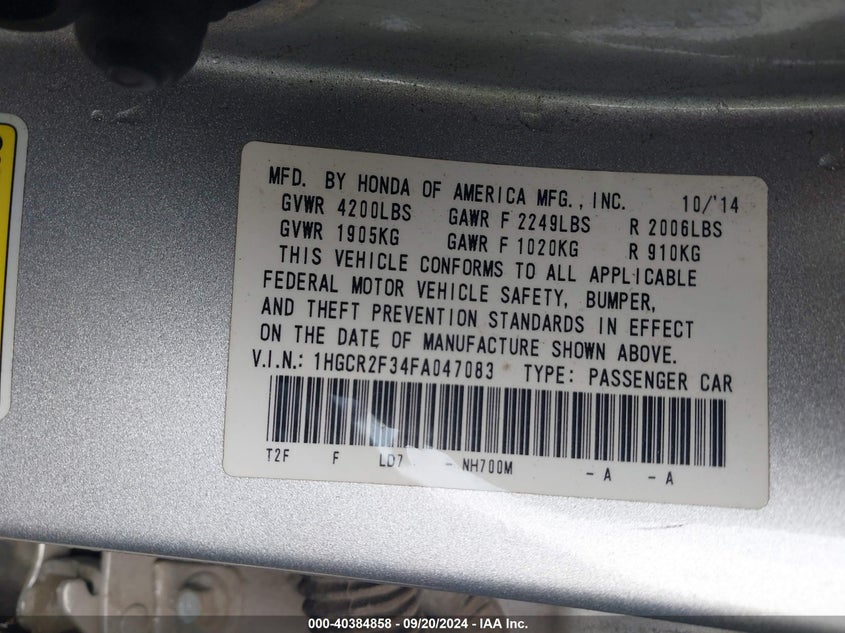 MFD. BY HONDA OF AMERICA MFG., INC. 10/'14
GVWR 4200LBS GAWR F 2249LBS R 2006LBS
GVWR 1905KG GAWR F 1020KG R 910KG
THIS VEHICLE CONFORMS TO ALL APPLICABLE
FEDERAL MOTOR VEHICLE SAFETY, BUMPER,
AND THEFT PREVENTION STANDARDS IN EFFECT
ON THE DATE OF MANUFACTURE SHOWN ABOVE.
V.I.N.: 1HGCR2F34FA047083 TYPE: PASSENGER CAR
T2F F LD7 - NH700M - A - A
000-40384858 - 09/20/2024 - IAA Inc.